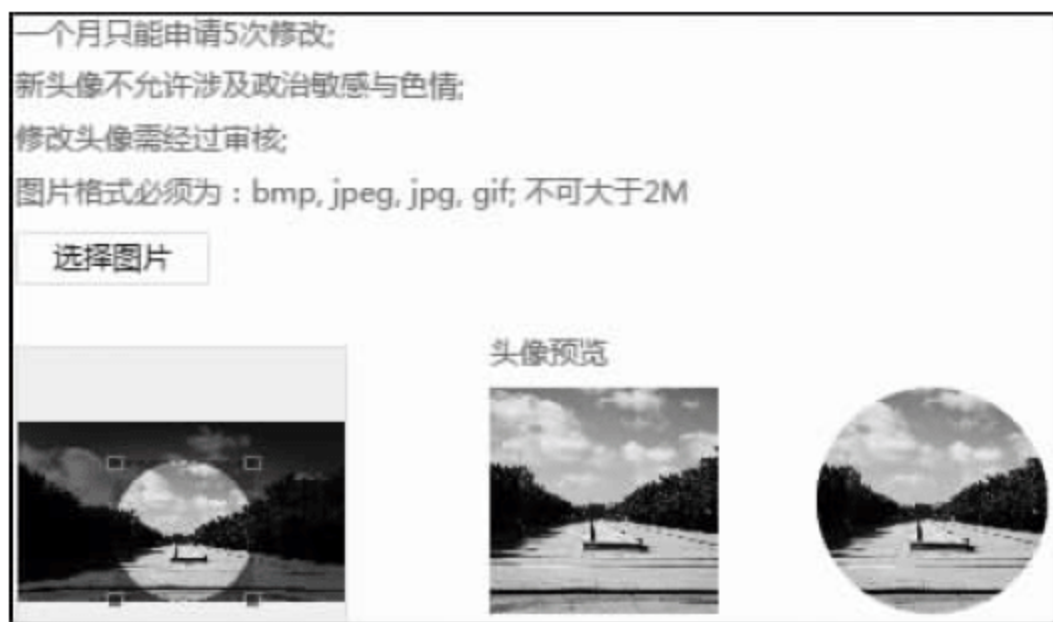 一个月只能申请5次修改;
新头像不允许涉及政治敏感与色情;
修改头像需经过审核;
图片格式必须为：bmp, jpeg, jpg, gif; 不可大于2M
选择图片
头像预览